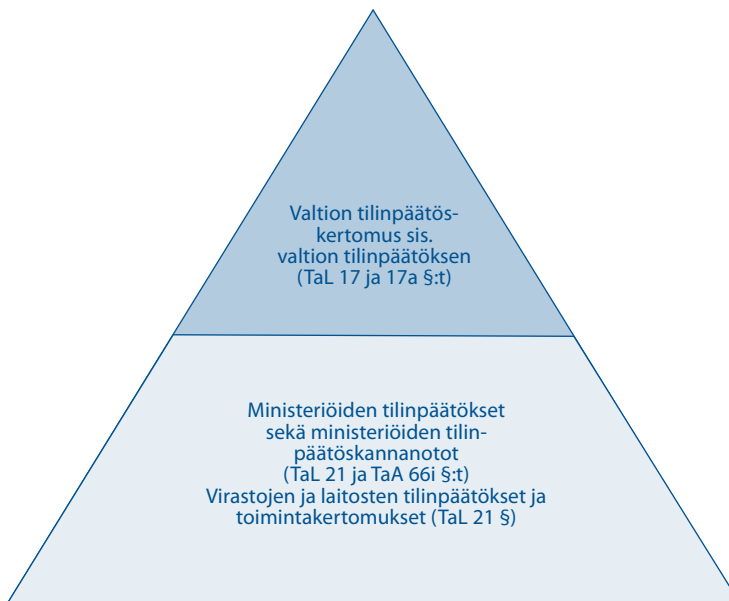 Valtion tilinpäätös-
kertomus sis.
valtion tilinpäätöksen
(TaL 17 ja 17a §:t)
Ministeriöiden tilinpäätökset
sekä ministeriöiden tilin-
päätöskannanotot
(TaL 21 ja TaA 66i §:t)
Virastojen ja laitosten tilinpäätökset ja
toimintakertomukset (TaL 21 §)